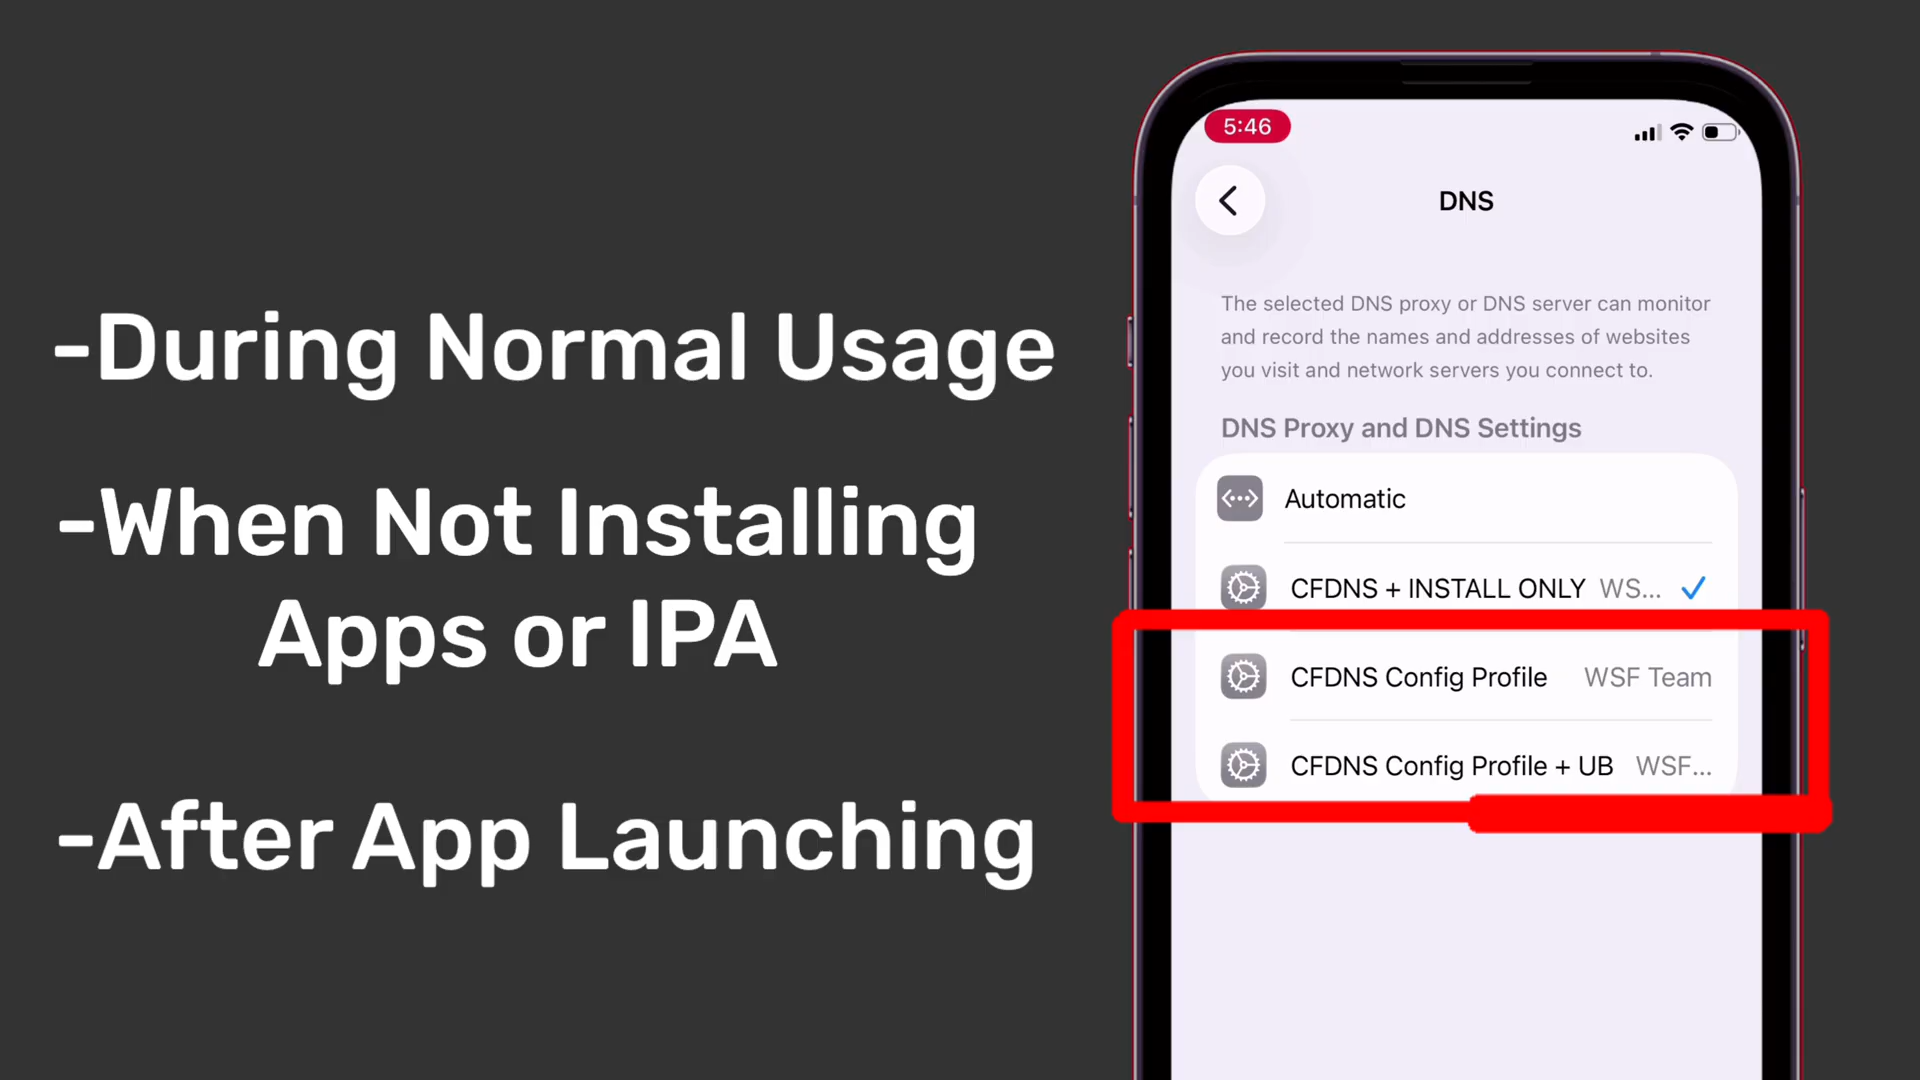 -During Normal Usage
-When Not Installing
Apps or IPA
-After App Launching
5:46
DNS
The selected DNS proxy or DNS server can monitor
and record the names and addresses of websites
you visit and network servers you connect to.
DNS Proxy and DNS Settings
Automatic
CFDNS + INSTALL ONLY WS...
CFDNS Config Profile WSF Team
CFDNS Config Profile + UB WSF...